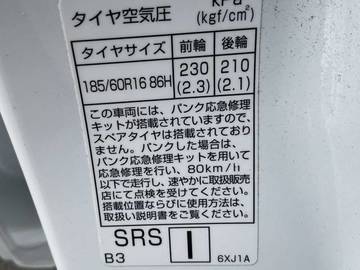 タイヤ空気圧 kPa
(kgf/cm²)
タイヤサイズ 前輪 後輪
185/60R16 86H 230 (2.3) 210 (2.1)
この車両には、パンク応急修理
キットが搭載されていますので、
スペアタイヤは搭載されており
ません。パンクした場合は、
パンク応急修理キットを用いて
応急修理を行い、80km/h
以下で走行し、速やかに取扱販売
店にて点検を受けてください。
搭載位置ならびに使用方法は、
取扱説明書をご覧ください。
SRS I
B3 6XJ1A